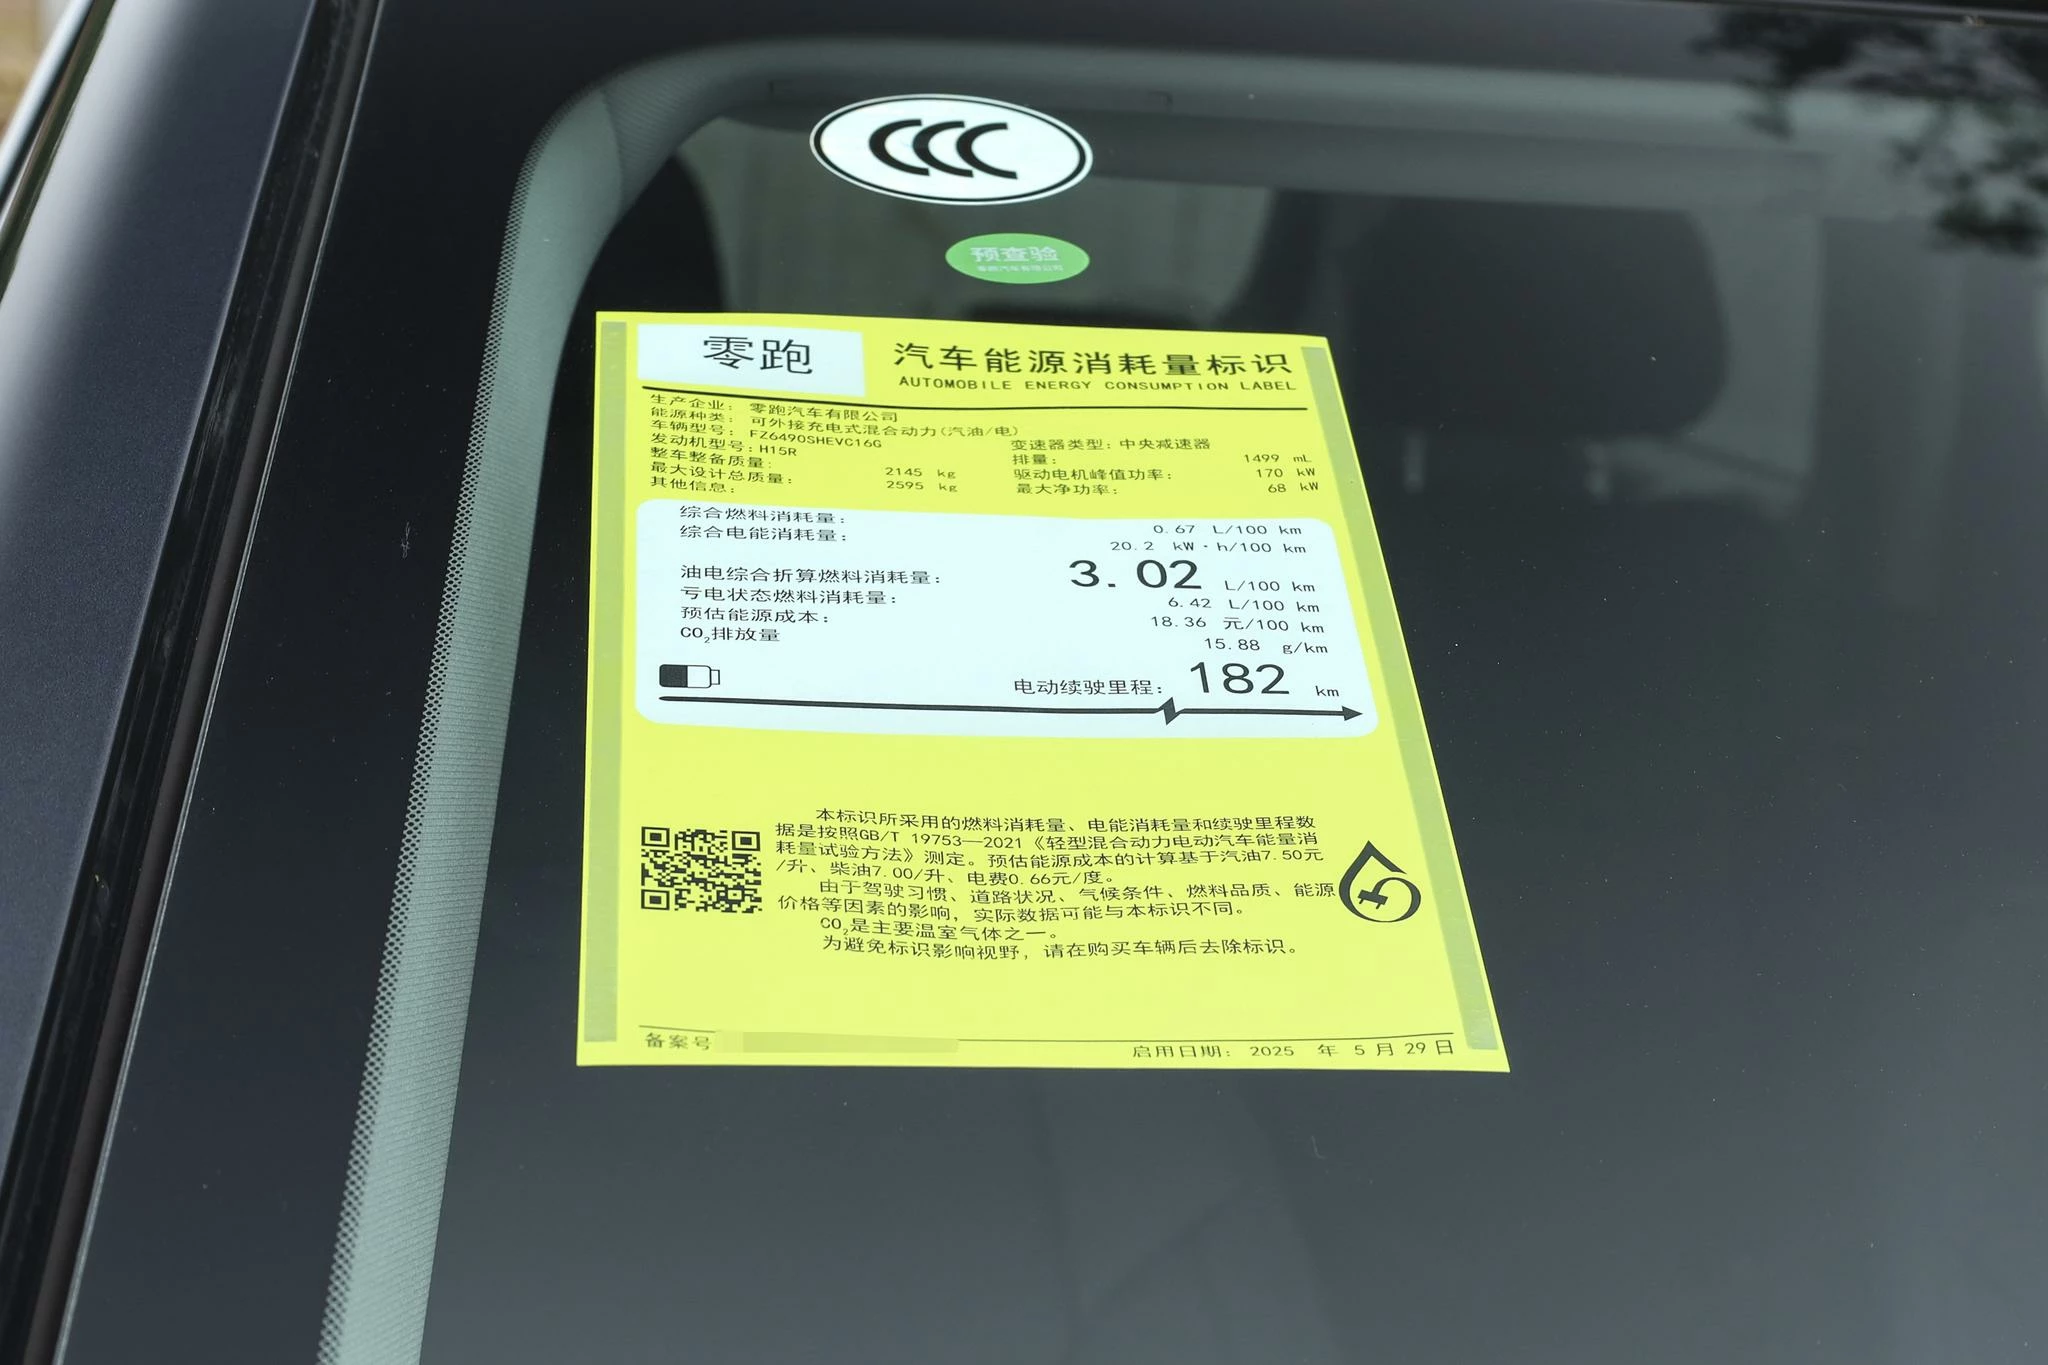 CCC
预查验
零跑汽车有限公司
零跑
汽车能源消耗量标识
AUTOMOBILE ENERGY CONSUMPTION LABEL
生产企业: 零跑汽车有限公司
能源种类: 可外接充电式混合动力(汽油/电)
车辆型号: FZ6490SHEVC16G 变速器类型: 中央减速器
发动机型号: H15R 排量: 1499 mL
整车整备质量: 2145 kg 驱动电机峰值功率: 170 kW
最大设计总质量: 2595 kg 最大净功率: 68 kW
其他信息:
综合燃料消耗量: 0.67 L/100 km
综合电能消耗量: 20.2 kW·h/100 km
油电综合折算燃料消耗量: 3.02 L/100 km
亏电状态燃料消耗量: 6.42 L/100 km
预估能源成本: 18.36 元/100 km
CO₂排放量 15.88 g/km
电动续驶里程: 182 km
本标识所采用的燃料消耗量、电能消耗量和续驶里程数
据是按照GB/T 19753—2021《轻型混合动力电动汽车能量消
耗量试验方法》测定。预估能源成本的计算基于汽油7.50元
/升、柴油7.00/升、电费0.66元/度。
由于驾驶习惯、道路状况、气候条件、燃料品质、能源
价格等因素的影响，实际数据可能与本标识不同。
CO₂是主要温室气体之一。
为避免标识影响视野，请在购买车辆后去除标识。
备案号
启用日期: 2025 年 5 月 29 日